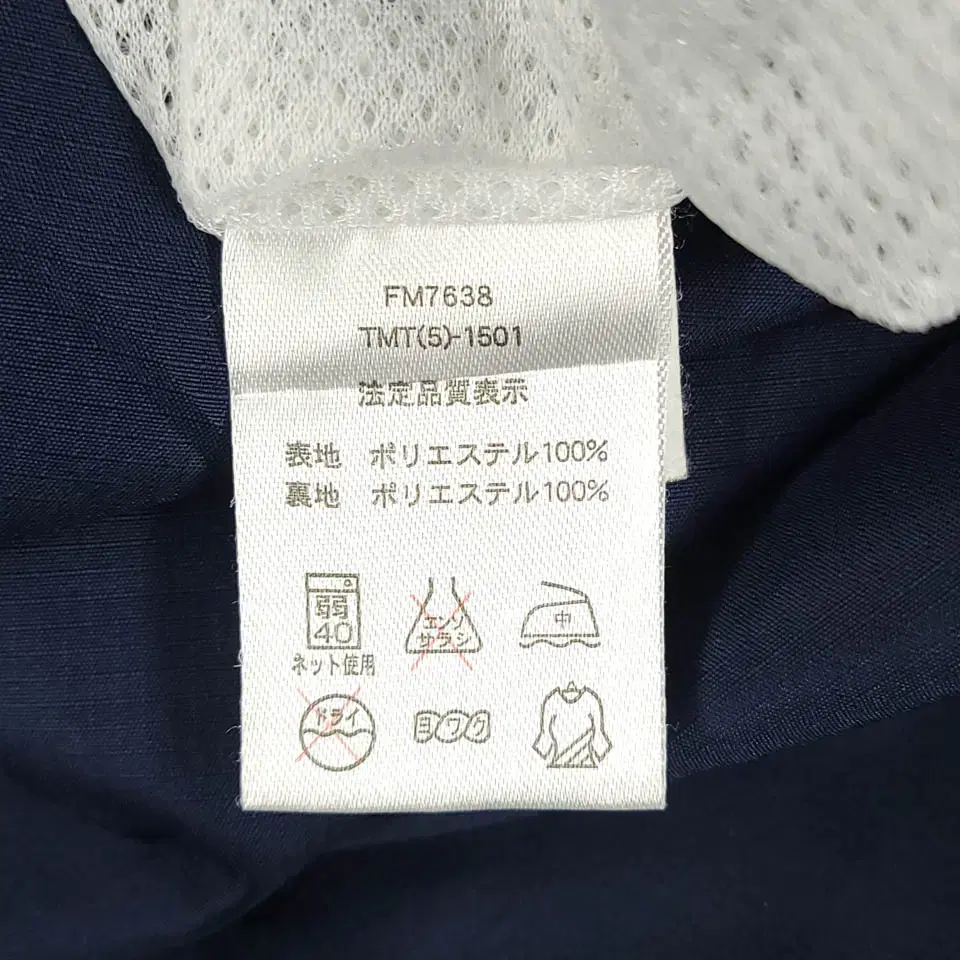 FM7638
TMT(5)-1501
法定品質表示
表地 ポリエステル100%
裏地 ポリエステル100%
弱
40
ネット使用
エンソ
サラシ
中
ドライ
ヨワク